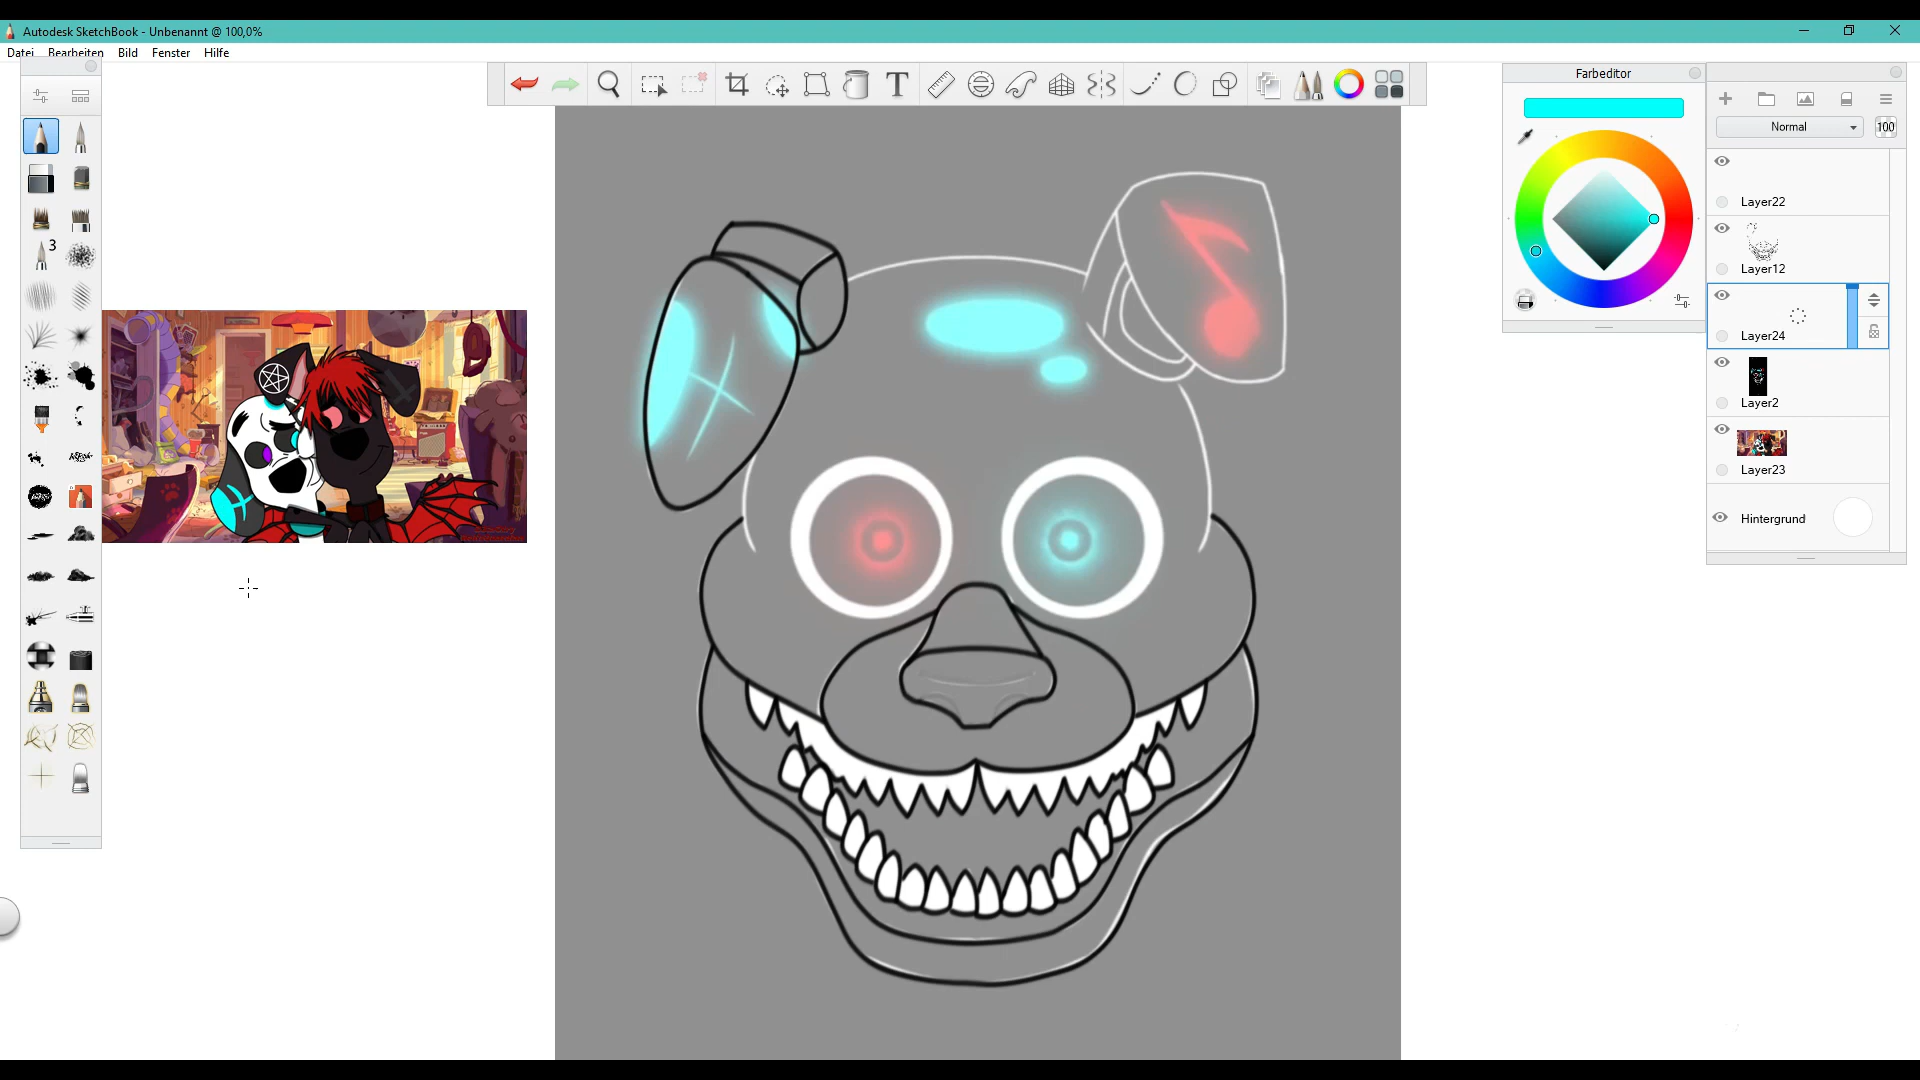 Autodesk SketchBook - Unbenannt @ 100,0%
Datei Bearbeiten Bild Fenster Hilfe
T
Farbeditor
Normal
100
Layer22
3
Layer12
Layer24
Layer2
Layer23
Hintergrund